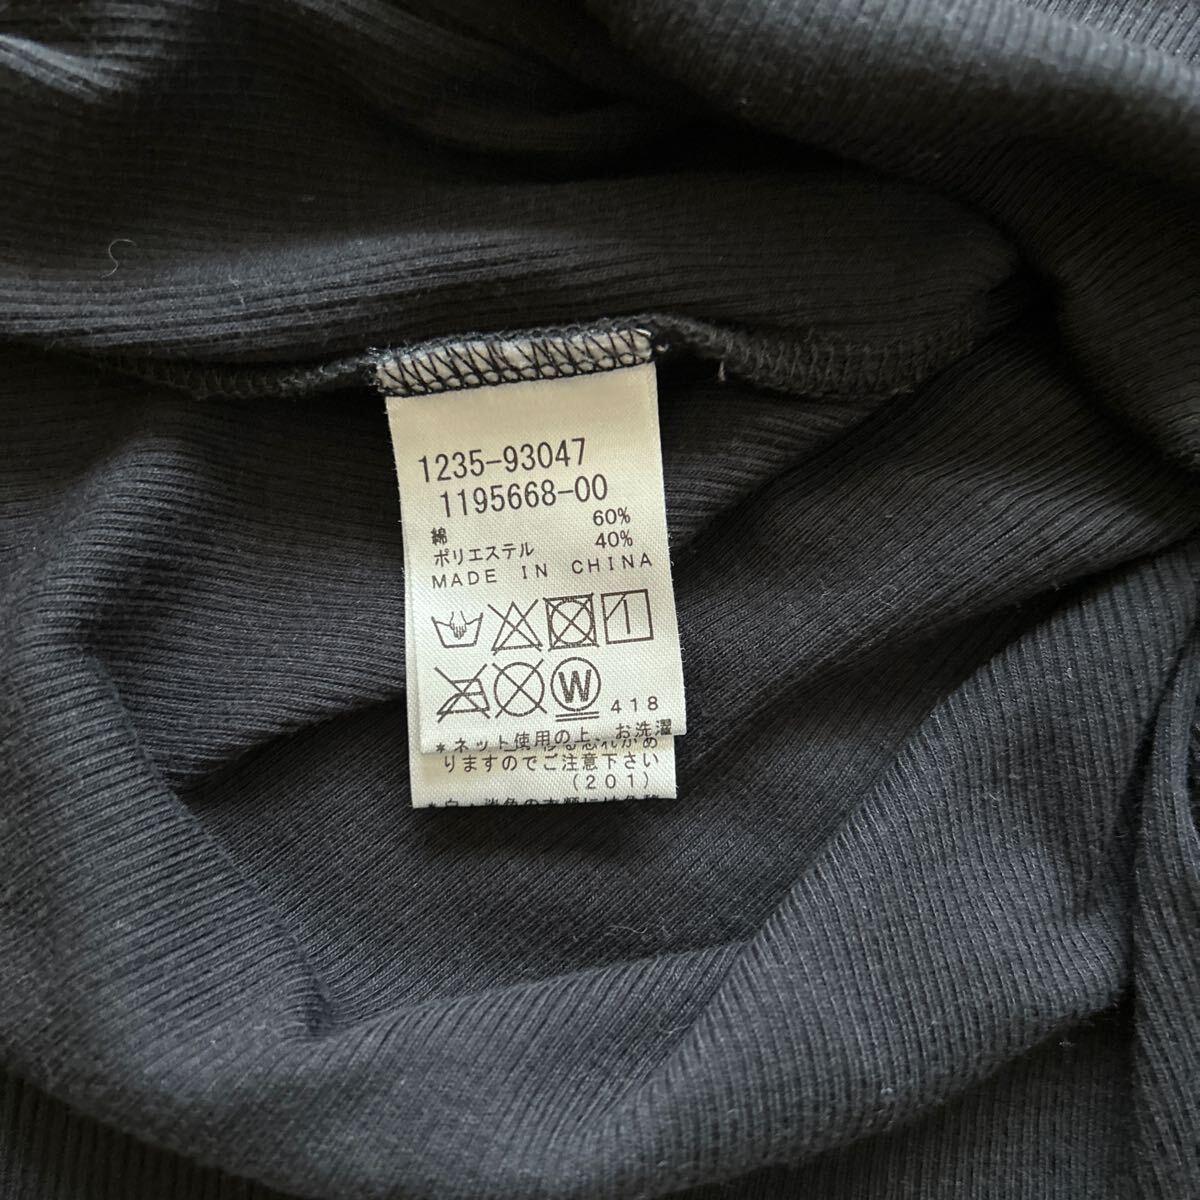 1235-93047
1195668-00
綿 60%
ポリエステル 40%
MADE IN CHINA
W
418
*ネット使用の上、お洗濯
りますのでご注意下さい
(201)